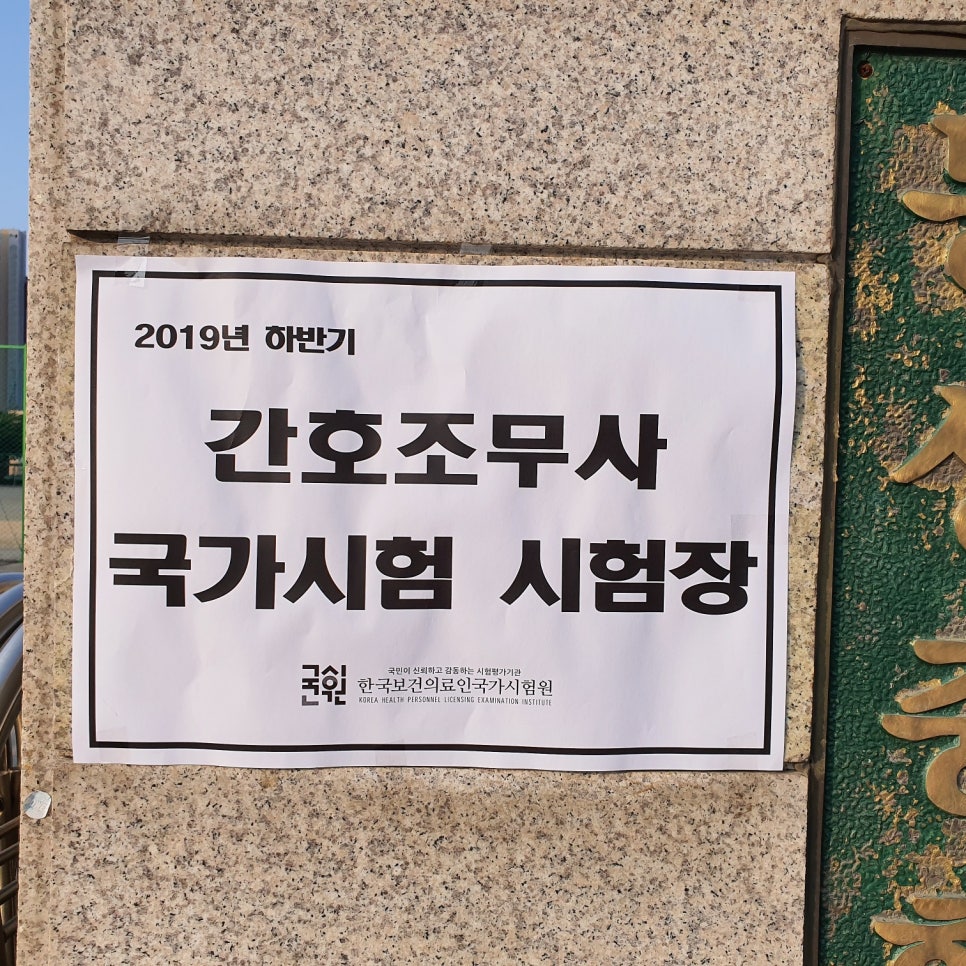 2019년 하반기
간호조무사
국가시험 시험장
국시원
국민이 신뢰하고 감동하는 시험평가기관
한국보건의료인국가시험원
KOREA HEALTH PERSONNEL LICENSING EXAMINATION INSTITUTE